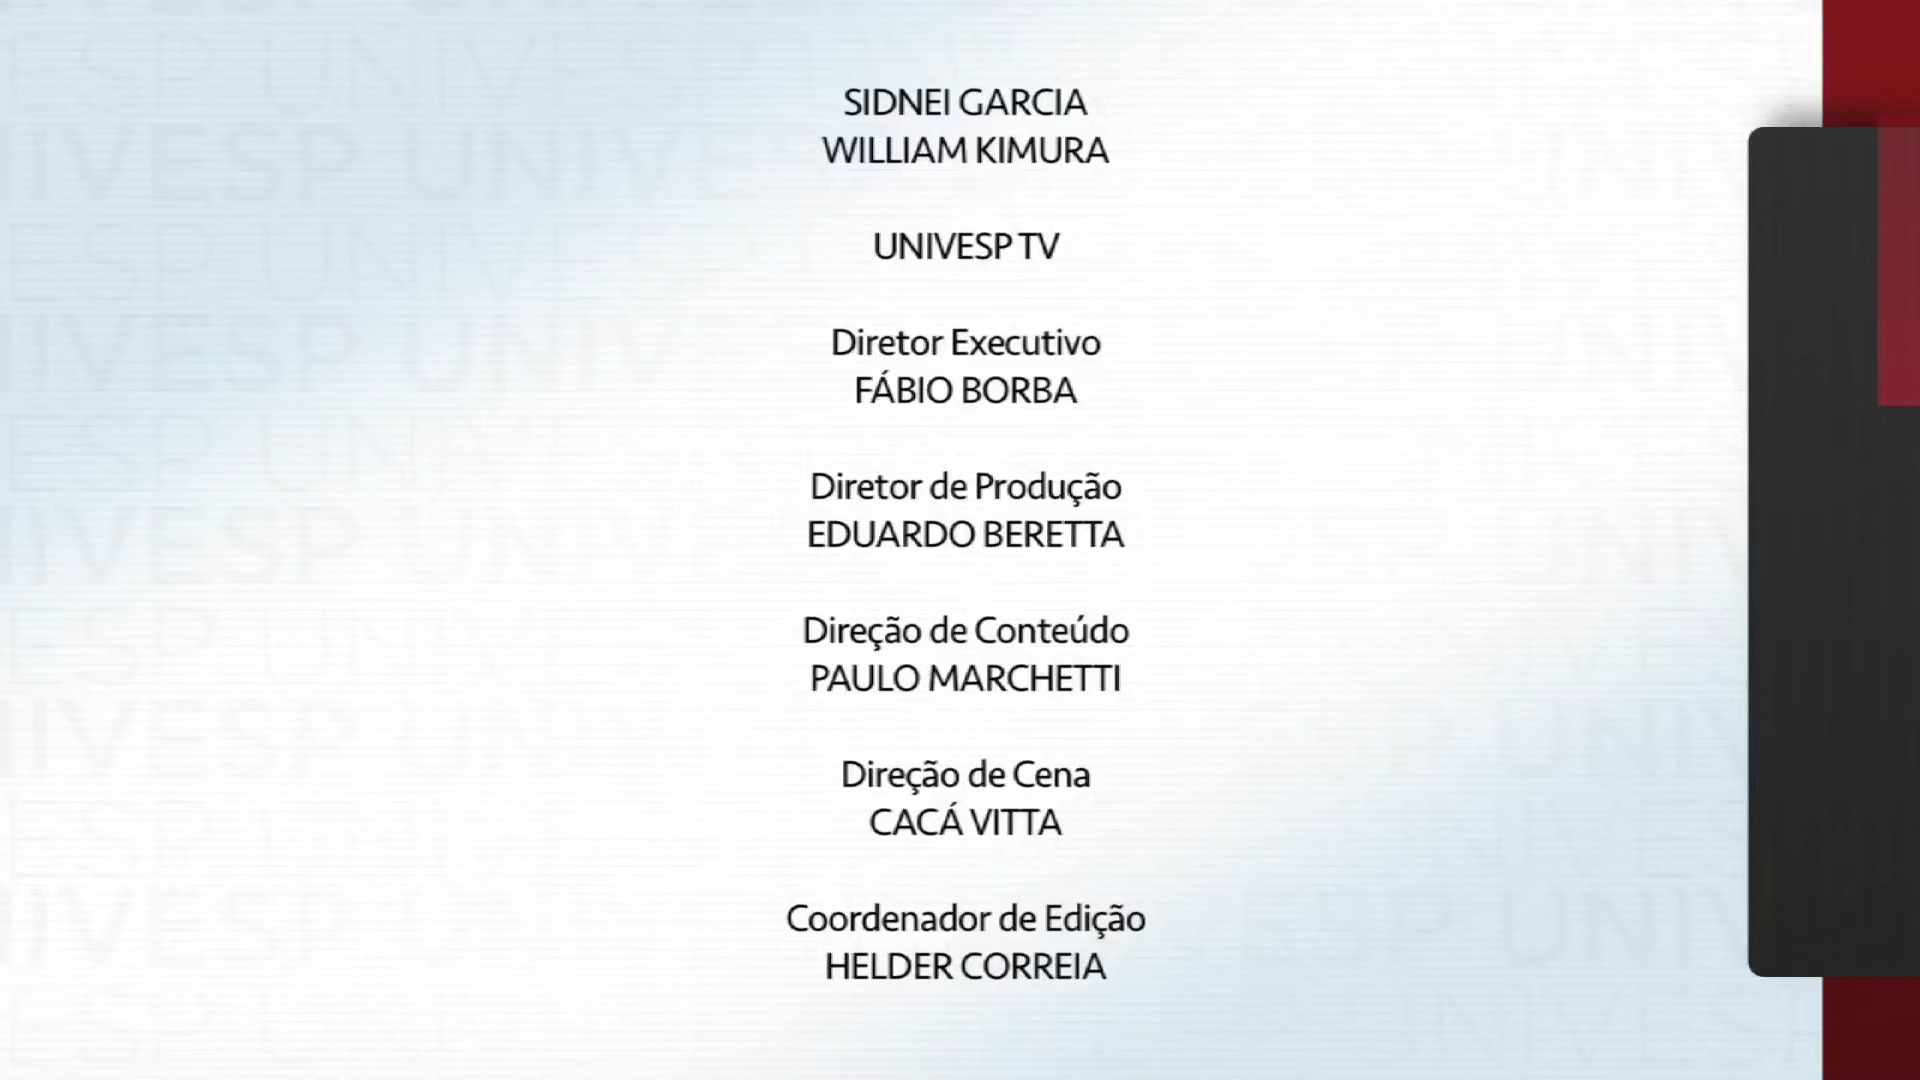 SIDNEI GARCIA
WILLIAM KIMURA
UNIVESP TV
Diretor Executivo
FÁBIO BORBA
Diretor de Produção
EDUARDO BERETTA
Direção de Conteúdo
PAULO MARCHETTI
Direção de Cena
CACÁ VITTA
Coordenador de Edição
HELDER CORREIA